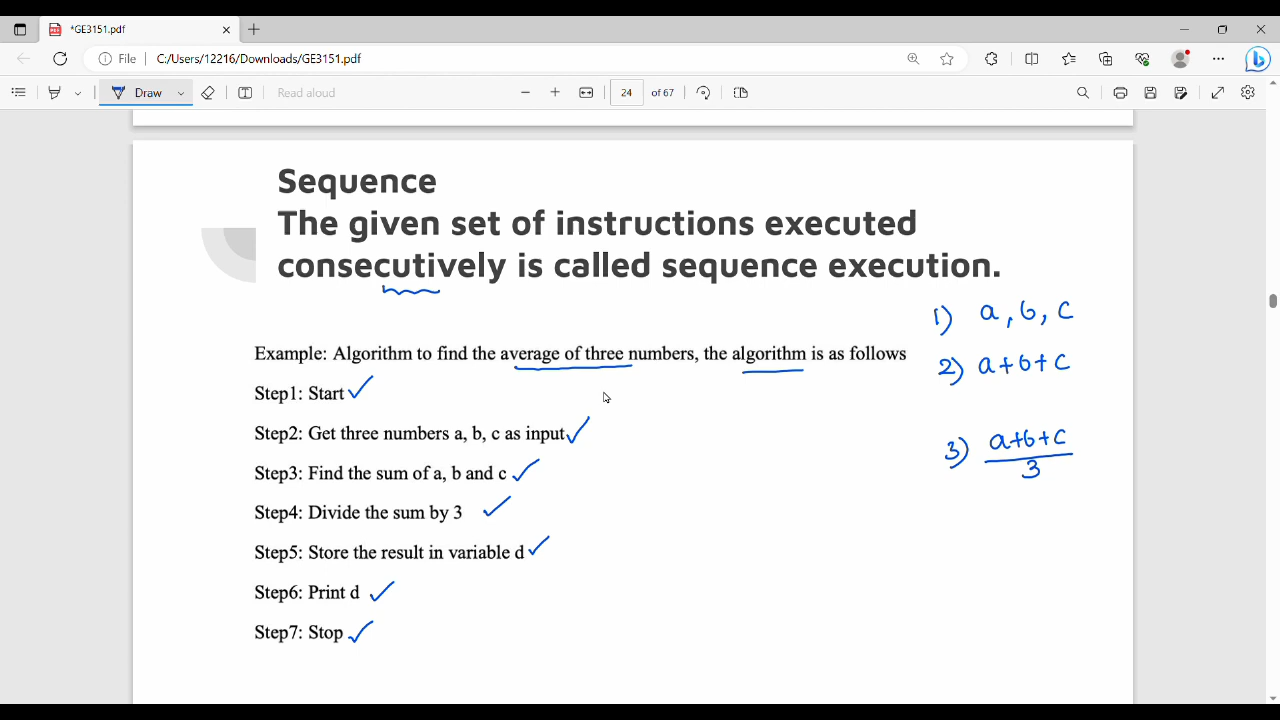 *GE3151.pdf
File
C:/Users/12216/Downloads/GE3151.pdf
Draw
Read aloud
24
of 67
Sequence
The given set of instructions executed
consecutively is called sequence execution.
1) a, b, c
Example: Algorithm to find the average of three numbers, the algorithm is as follows
2) a+b+c
Step1: Start
Step2: Get three numbers a, b, c as input
3) a+b+c
3
Step3: Find the sum of a, b and c
Step4: Divide the sum by 3
Step5: Store the result in variable d
Step6: Print d
Step7: Stop